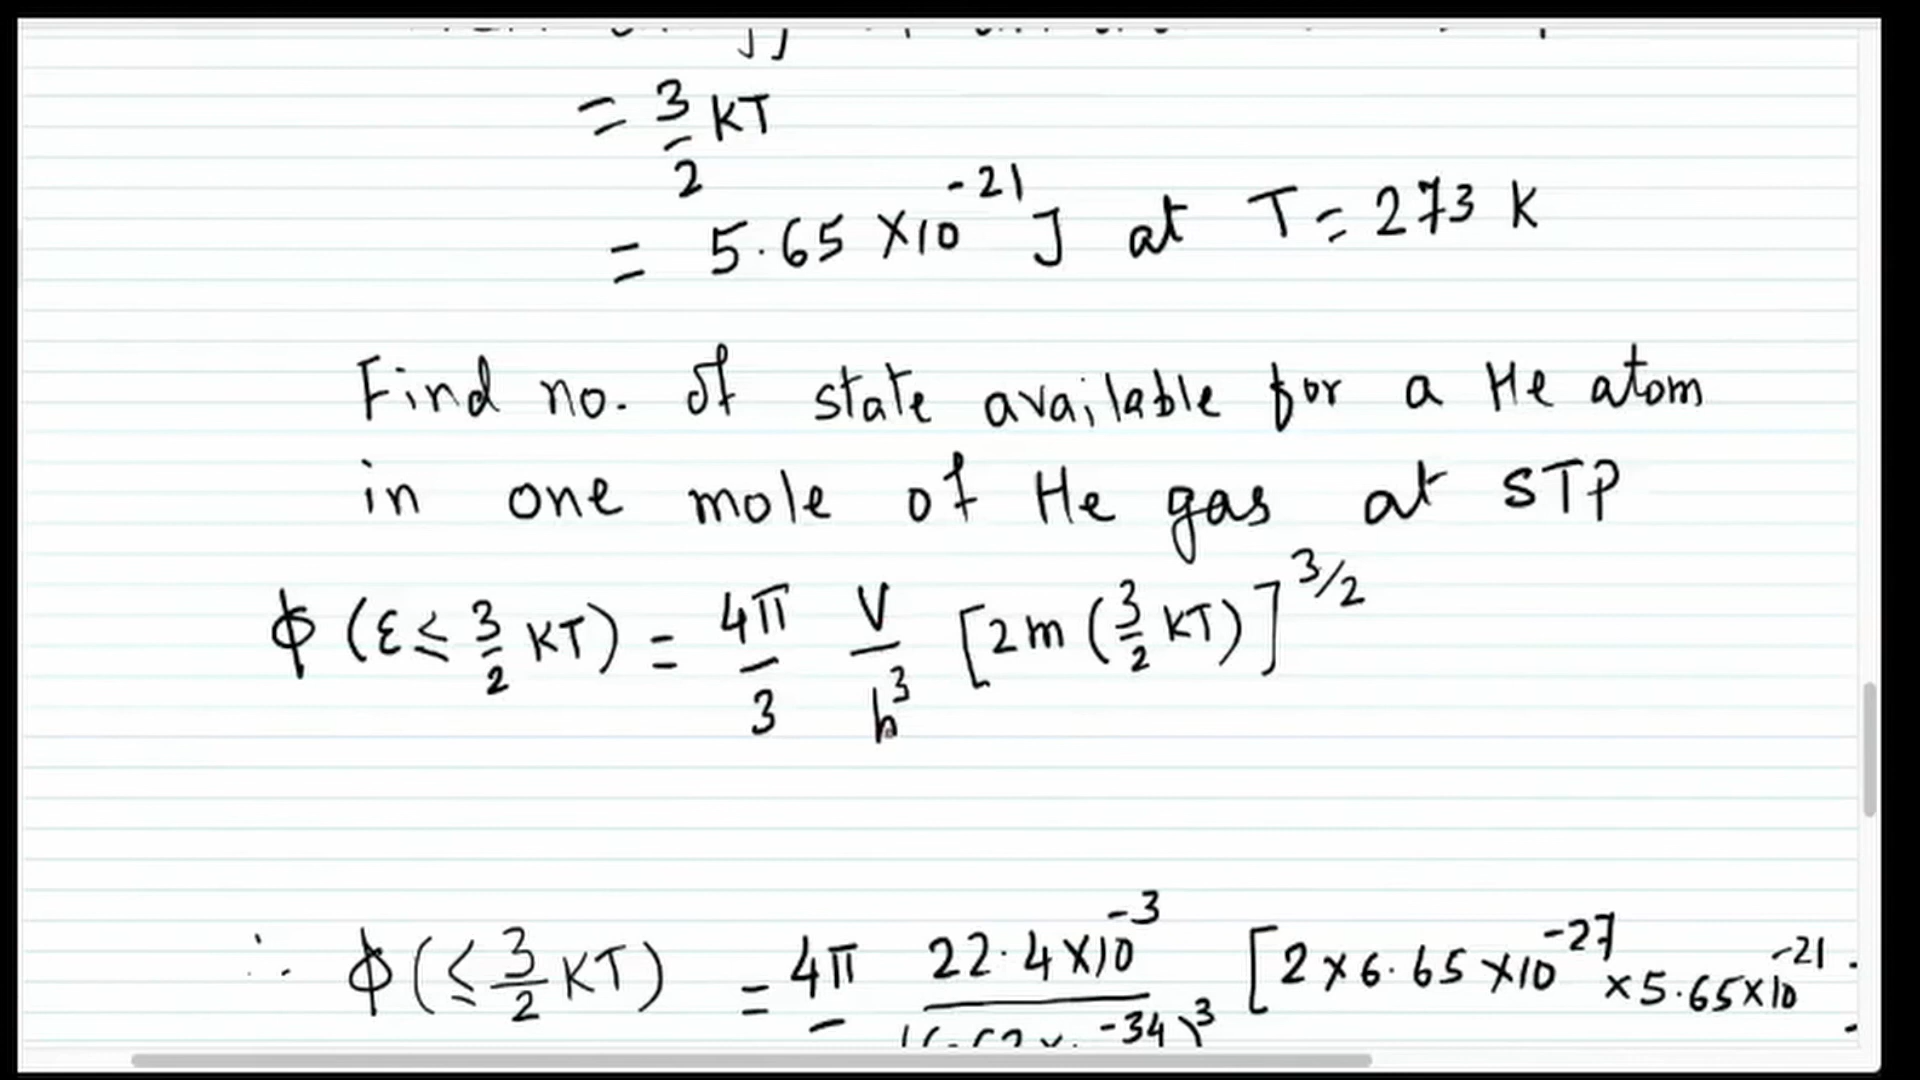 = 3/2 KT
= 5.65 × 10⁻²¹ J at T = 273 K
Find no. of state available for a He atom
in one mole of He gas at STP
ϕ (ε ≤ 3/2 KT) = 4π/3 V/h³ [2m (3/2 KT)]^3/2
∴ ϕ (≤ 3/2 KT) = 4π 22.4×10⁻³ [2 × 6.65 × 10⁻²⁷ × 5.65×10⁻²¹
⁻³⁴)³